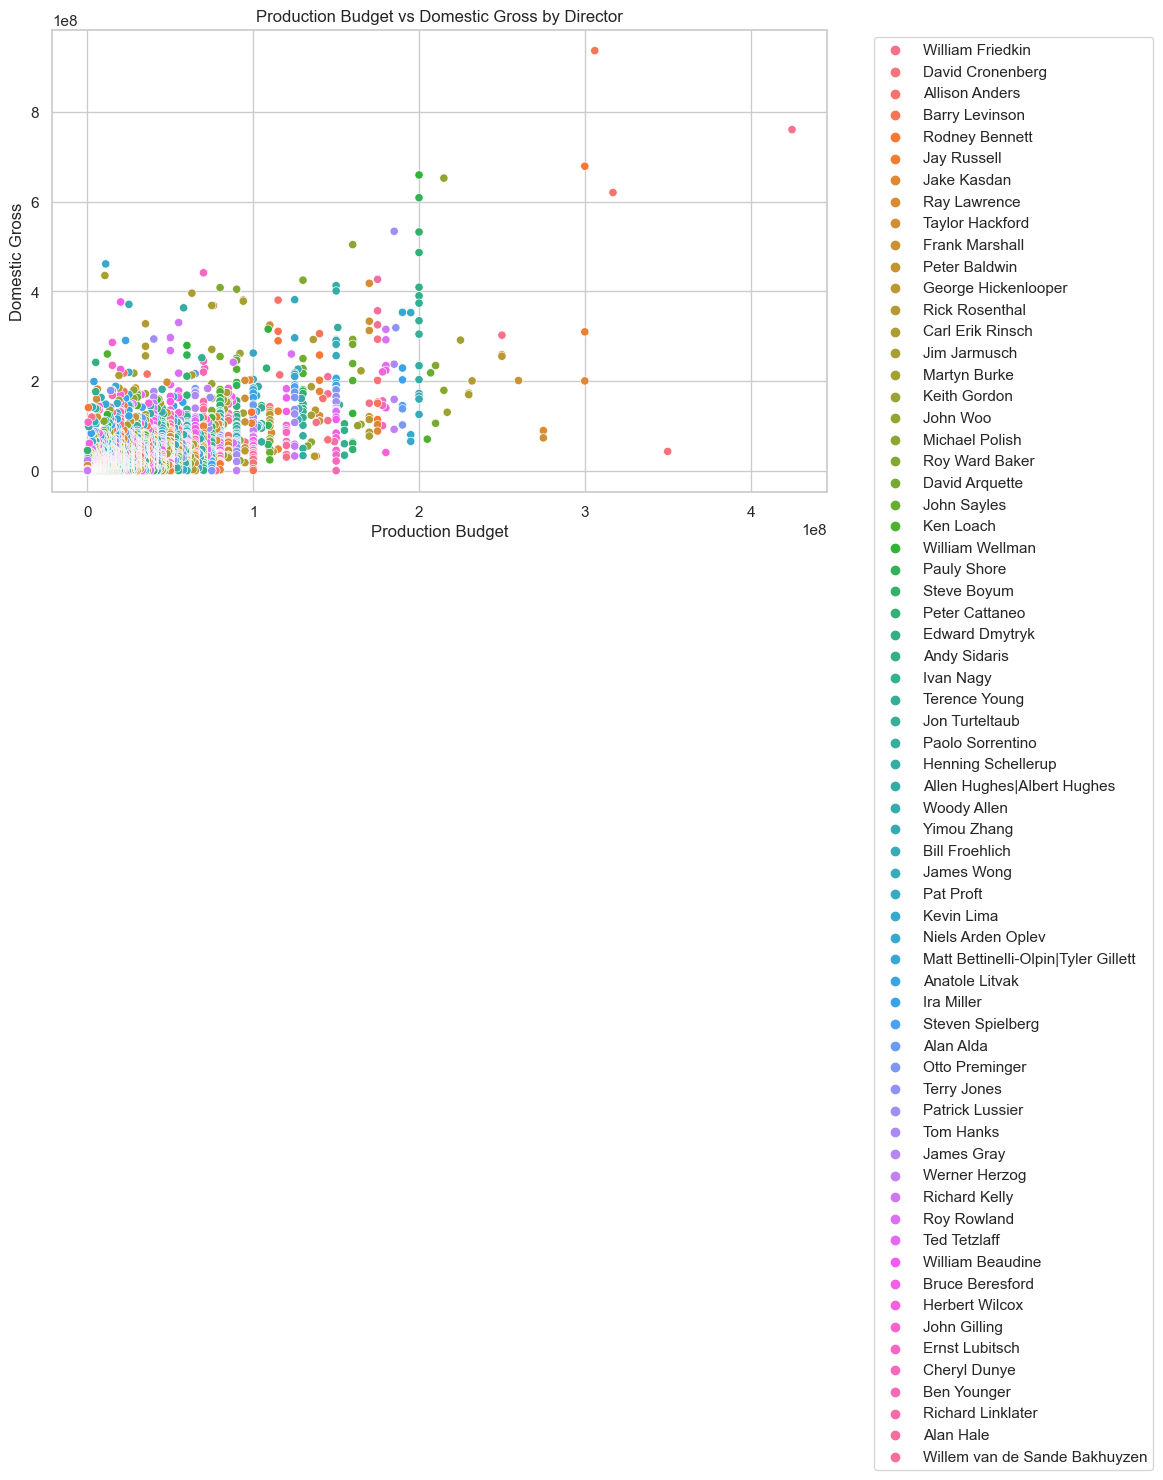 Production Budget vs Domestic Gross by Director
1e8
8
6
4
2
0
Domestic Gross
0 1 2 3 4
1e8
Production Budget
William Friedkin
David Cronenberg
Allison Anders
Barry Levinson
Rodney Bennett
Jay Russell
Jake Kasdan
Ray Lawrence
Taylor Hackford
Frank Marshall
Peter Baldwin
George Hickenlooper
Rick Rosenthal
Carl Erik Rinsch
Jim Jarmusch
Martyn Burke
Keith Gordon
John Woo
Michael Polish
Roy Ward Baker
David Arquette
John Sayles
Ken Loach
William Wellman
Pauly Shore
Steve Boyum
Peter Cattaneo
Edward Dmytryk
Andy Sidaris
Ivan Nagy
Terence Young
Jon Turteltaub
Paolo Sorrentino
Henning Schellerup
Allen Hughes|Albert Hughes
Woody Allen
Yimou Zhang
Bill Froehlich
James Wong
Pat Proft
Kevin Lima
Niels Arden Oplev
Matt Bettinelli-Olpin|Tyler Gillett
Anatole Litvak
Ira Miller
Steven Spielberg
Alan Alda
Otto Preminger
Terry Jones
Patrick Lussier
Tom Hanks
James Gray
Werner Herzog
Richard Kelly
Roy Rowland
Ted Tetzlaff
William Beaudine
Bruce Beresford
Herbert Wilcox
John Gilling
Ernst Lubitsch
Cheryl Dunye
Ben Younger
Richard Linklater
Alan Hale
Willem van de Sande Bakhuyzen